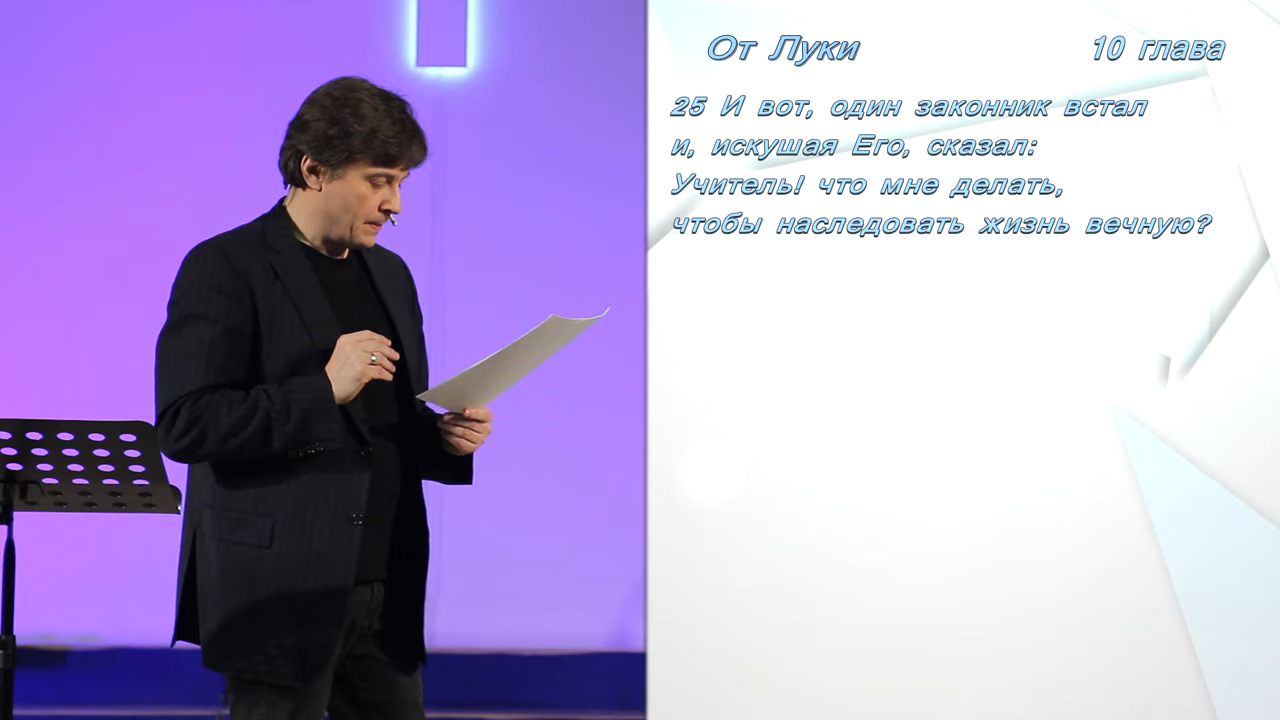 От Луки 10 глава
25 И вот, один законник встал
и, искушая Его, сказал:
Учитель! что мне делать,
чтобы наследовать жизнь вечную?